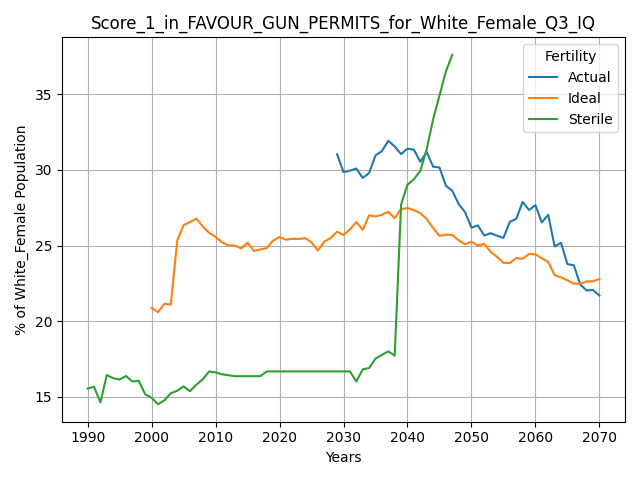 Score_1_in_FAVOUR_GUN_PERMITS_for_White_Female_Q3_IQ
Fertility
Actual
Ideal
Sterile
% of White_Female Population
35
30
25
20
15
1990
2000
2010
2020
2030
2040
2050
2060
2070
Years